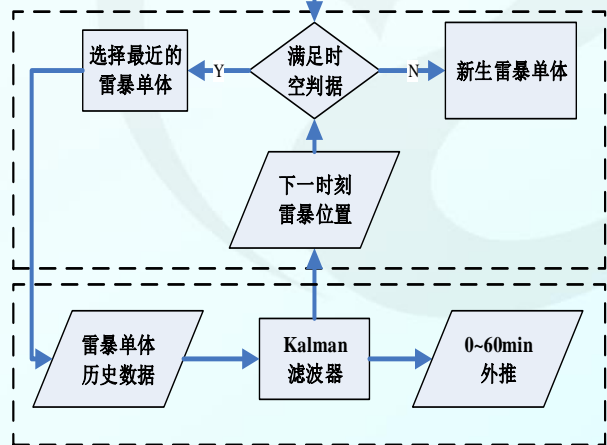 选择最近的
雷暴单体
Y
满足时
空判据
N
新生雷暴单体
下一时刻
雷暴位置
雷暴单体
历史数据
Kalman
滤波器
0~60min
外推